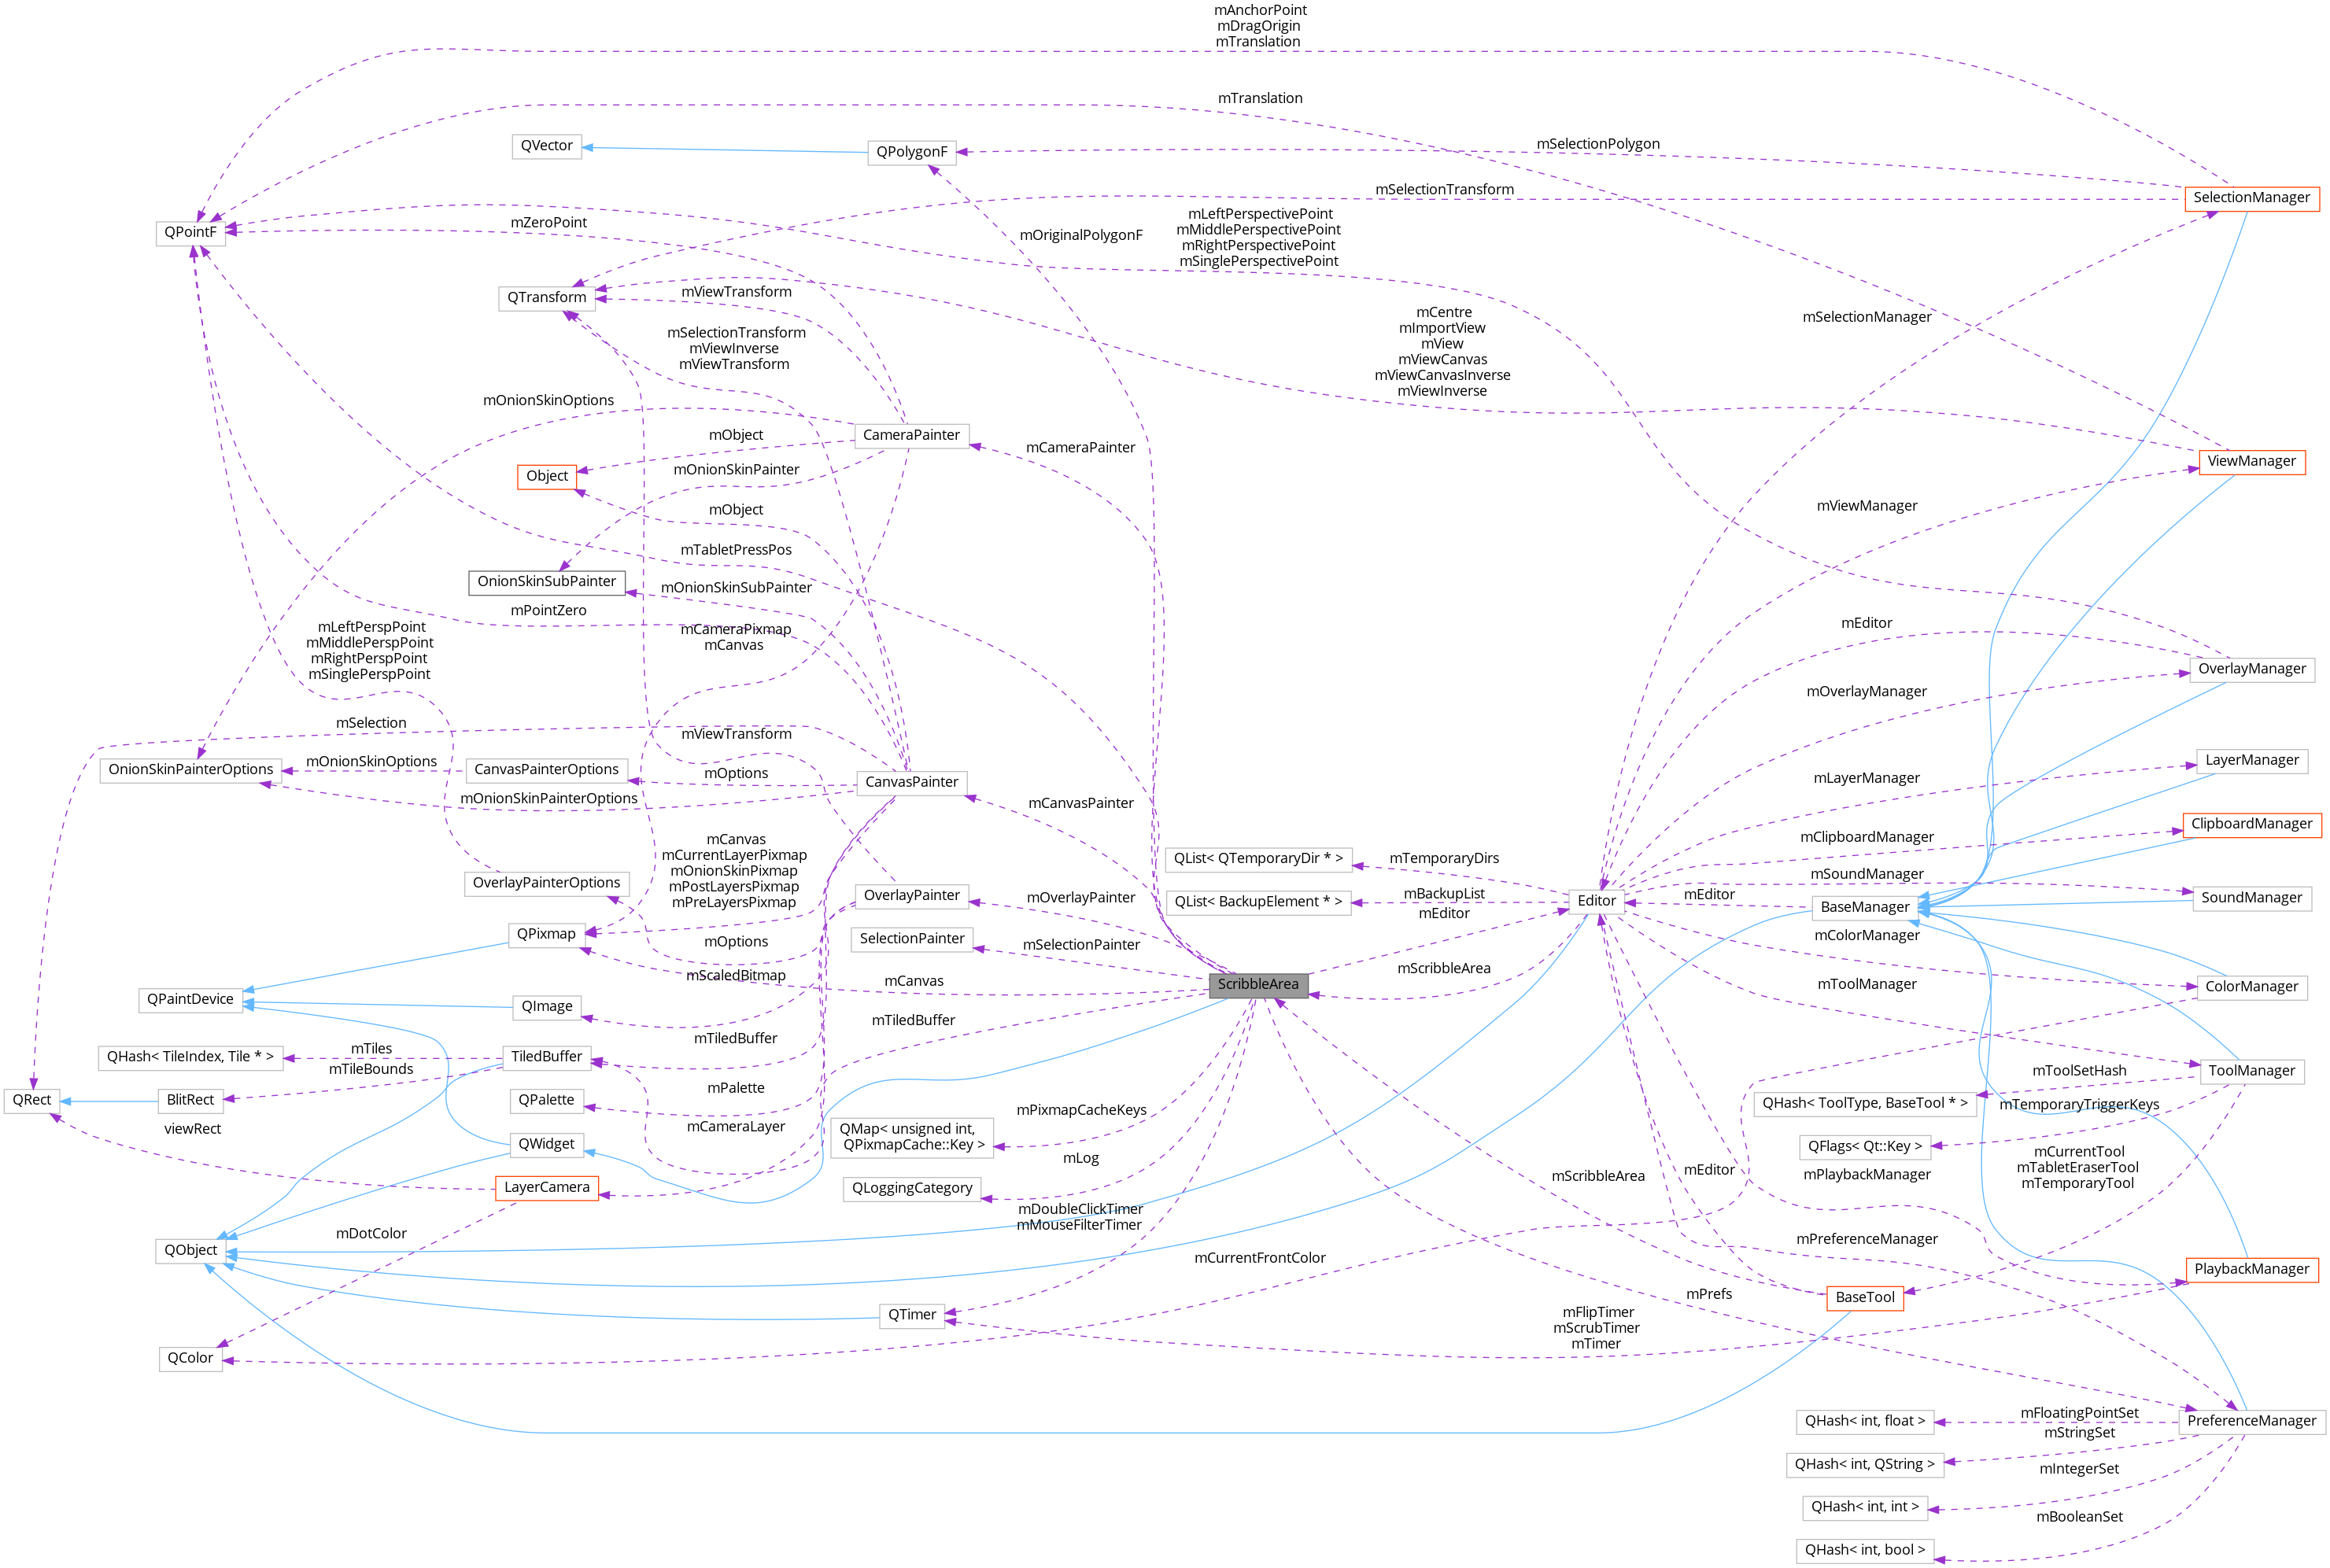 mAnchorPoint
mDragOrigin
mTranslation
mTranslation
QVector
QPolygonF
mSelectionPolygon
mSelectionTransform
SelectionManager
QPointF
mZeroPoint
mOriginalPolygonF
mLeftPerspectivePoint
mMiddlePerspectivePoint
mRightPerspectivePoint
mSinglePerspectivePoint
QTransform
mViewTransform
mSelectionTransform
mViewInverse
mViewTransform
mCentre
mImportView
mView
mViewCanvas
mViewCanvasInverse
mViewInverse
mSelectionManager
mOnionSkinOptions
CameraPainter
mObject
mCameraPainter
Object
mOnionSkinPainter
ViewManager
mObject
mViewManager
mTabletPressPos
OnionSkinSubPainter
mOnionSkinSubPainter
mPointZero
mLeftPerspPoint
mMiddlePerspPoint
mRightPerspPoint
mSinglePerspPoint
mCameraPixmap
mCanvas
mEditor
OverlayManager
mOverlayManager
mSelection
mViewTransform
OnionSkinPainterOptions
mOnionSkinOptions
CanvasPainterOptions
mOptions
CanvasPainter
mOnionSkinPainterOptions
mCanvasPainter
LayerManager
mLayerManager
ClipboardManager
mClipboardManager
mCanvas
mCurrentLayerPixmap
mOnionSkinPixmap
mPostLayersPixmap
mPreLayersPixmap
QList< QTemporaryDir * >
mTemporaryDirs
OverlayPainterOptions
OverlayPainter
mOverlayPainter
QList< BackupElement * >
mBackupList
mEditor
Editor
mSoundManager
mEditor
BaseManager
SoundManager
QPixmap
mOptions
SelectionPainter
mSelectionPainter
mColorManager
mScaledBitmap
mCanvas
ScribbleArea
mScribbleArea
mToolManager
ColorManager
QPaintDevice
QImage
mTiledBuffer
mTiledBuffer
QHash< TileIndex, Tile * >
mTiles
mTileBounds
TiledBuffer
ToolManager
mToolSetHash
QRect
BlitRect
QPalette
mPalette
QHash< ToolType, BaseTool * >
mTemporaryTriggerKeys
viewRect
mCameraLayer
mPixmapCacheKeys
QMap< unsigned int,
QPixmapCache::Key >
QFlags< Qt::Key >
QWidget
mLog
mCurrentTool
mTabletEraserTool
mTemporaryTool
LayerCamera
QLoggingCategory
mScribbleArea
mEditor
mPlaybackManager
mDotColor
mDoubleClickTimer
mMouseFilterTimer
QObject
mCurrentFrontColor
mPreferenceManager
PlaybackManager
mPrefs
BaseTool
QTimer
mFlipTimer
mScrubTimer
mTimer
QColor
QHash< int, float >
mFloatingPointSet
PreferenceManager
mStringSet
QHash< int, QString >
mIntegerSet
QHash< int, int >
mBooleanSet
QHash< int, bool >